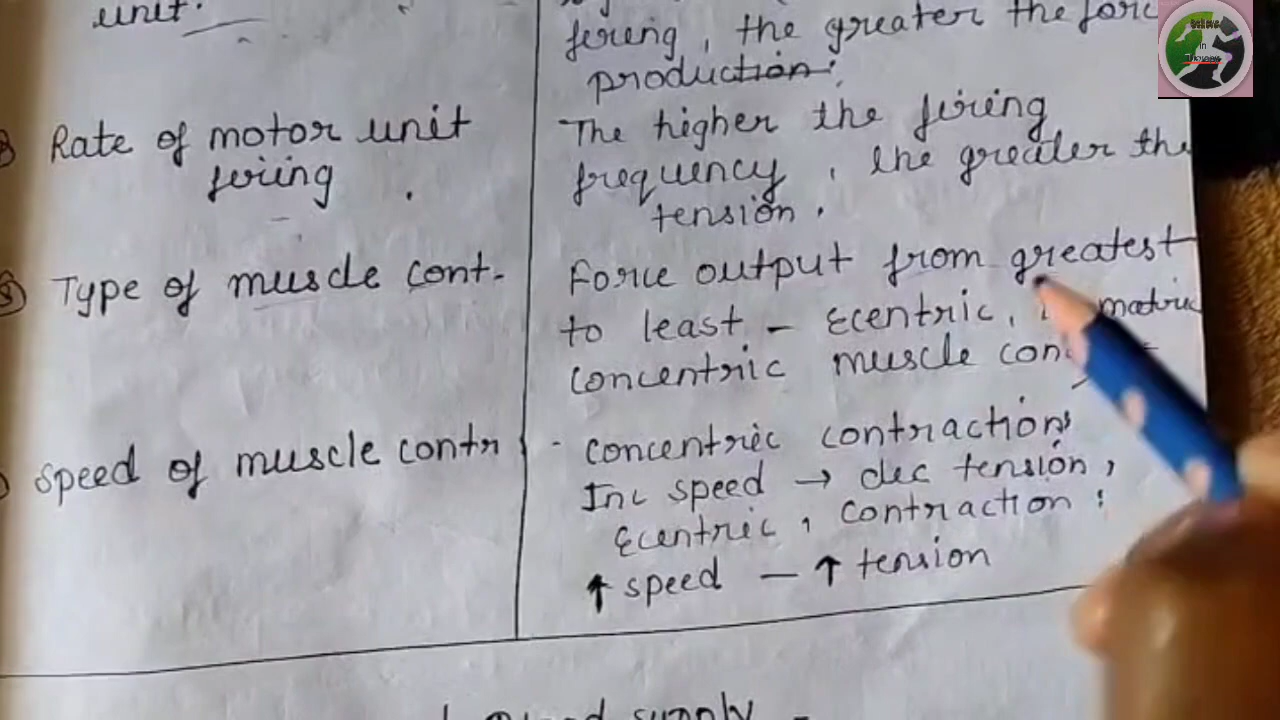 unit.
firing, the greater the forc
production.
Rate of motor unit
firing.
The higher the firing
frequency, the greater the
tension.
Type of muscle cont.
Force output from greatest
to least - Ecentric,
concentric muscle
Speed of muscle contr
Concentric contractions
Inc speed → dec tension,
Ecentric, contraction:
↑ speed - ↑ tension
supply -